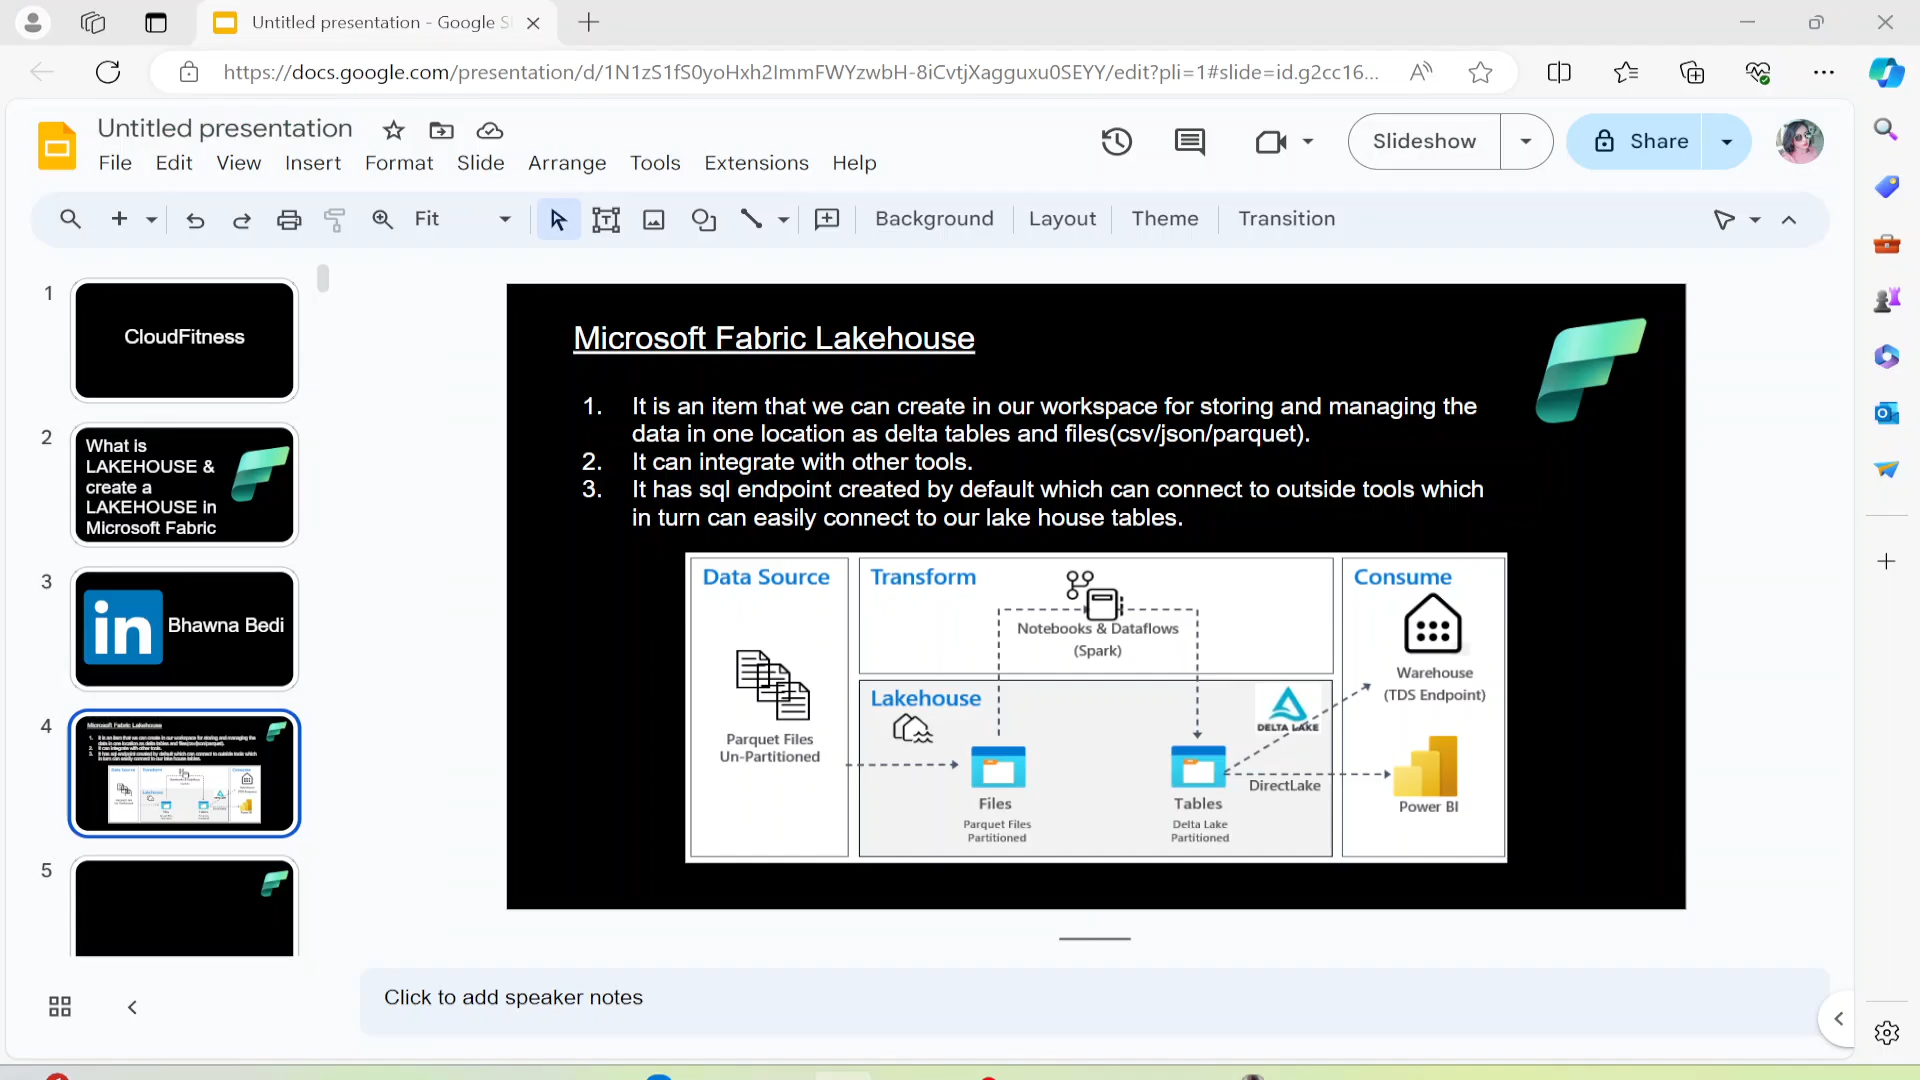 Untitled presentation - Google Sl
https://docs.google.com/presentation/d/1N1zS1fS0yoHxh2ImmFWYzwbH-8iCvtjXagguxu0SEYY/edit?pli=1#slide=id.g2cc16...
Untitled presentation
File Edit View Insert Format Slide Arrange Tools Extensions Help
Slideshow
Share
Fit
Background
Layout
Theme
Transition
1
CloudFitness
2
What is
LAKEHOUSE &
create a
LAKEHOUSE in
Microsoft Fabric
3
in
Bhawna Bedi
4
Microsoft Fabric Lakehouse
5
Microsoft Fabric Lakehouse
1. It is an item that we can create in our workspace for storing and managing the
data in one location as delta tables and files(csv/json/parquet).
2. It can integrate with other tools.
3. It has sql endpoint created by default which can connect to outside tools which
in turn can easily connect to our lake house tables.
Data Source
Parquet Files
Un-Partitioned
Transform
Notebooks & Dataflows
(Spark)
Lakehouse
DELTA LAKE
Files
Parquet Files
Partitioned
Tables
Delta Lake
Partitioned
DirectLake
Consume
Warehouse
(TDS Endpoint)
Power BI
Click to add speaker notes